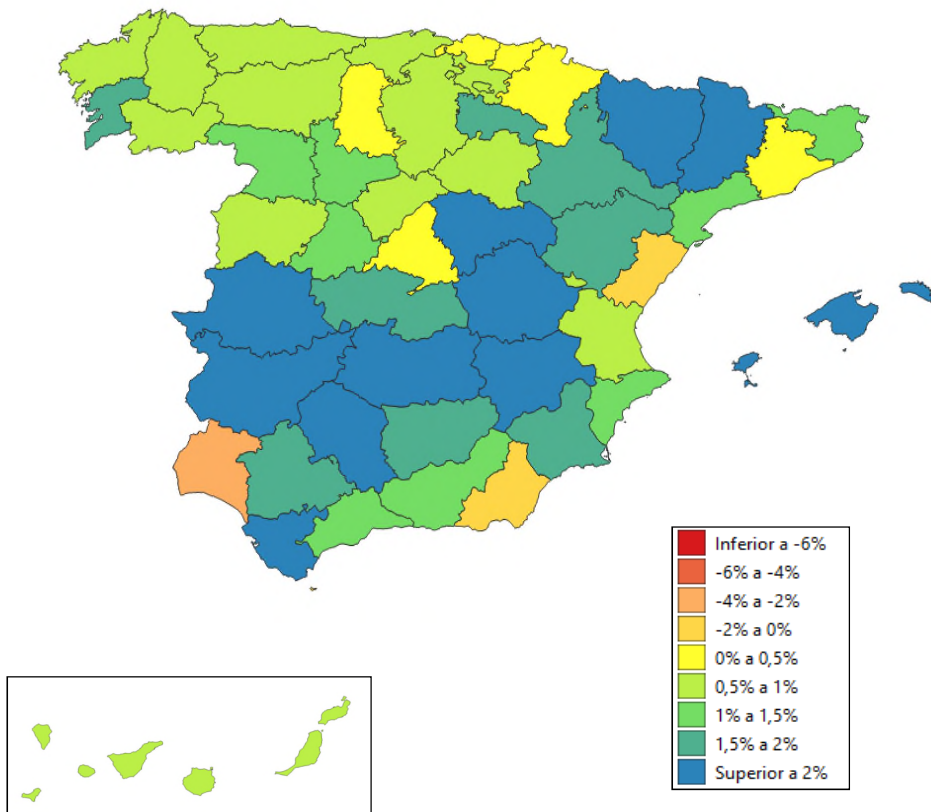 Inferior a -6%
-6% a -4%
-4% a -2%
-2% a 0%
0% a 0,5%
0,5% a 1%
1% a 1,5%
1,5% a 2%
Superior a 2%